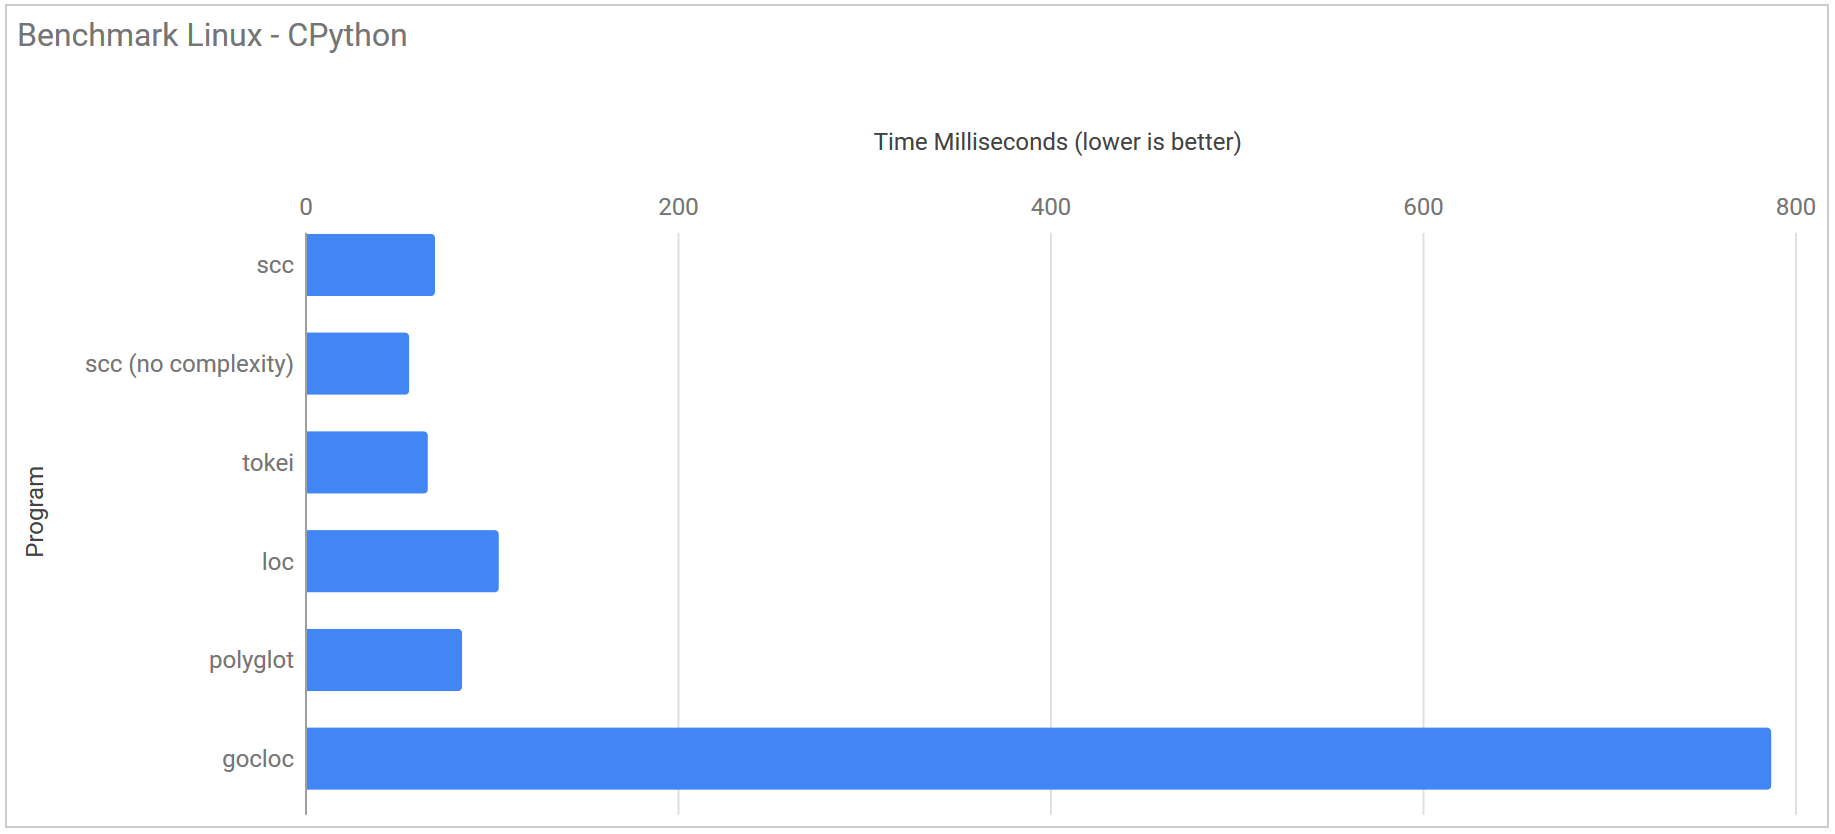 Benchmark Linux - CPython
Time Milliseconds (lower is better)
0 200 400 600 800
scc
scc (no complexity)
tokei
loc
polyglot
gocloc
Program